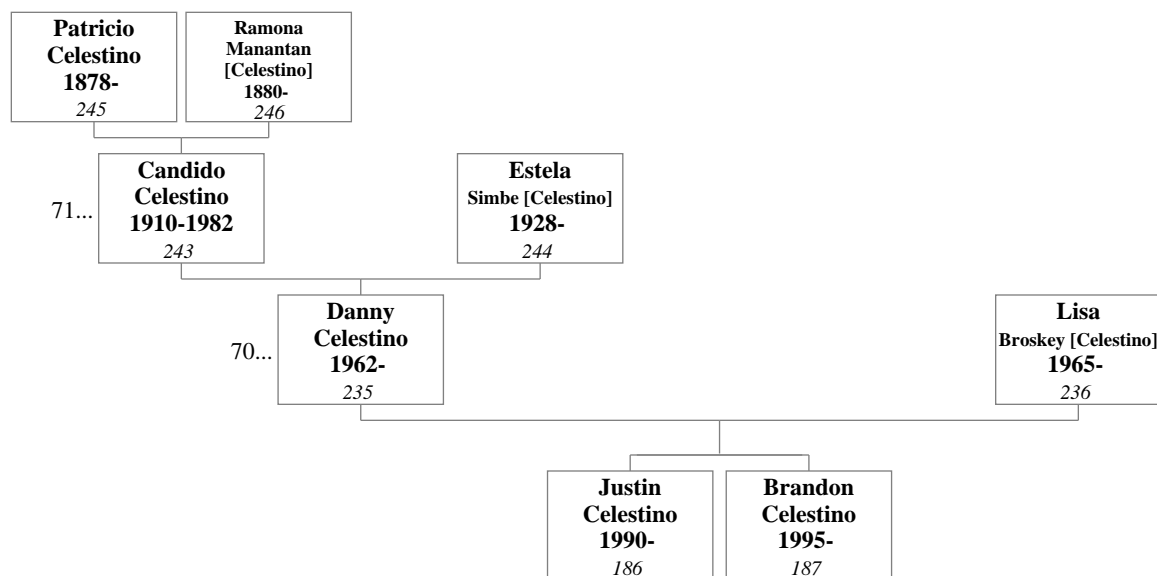 Patricio
Celestino
1878-
245
Ramona
Manantan
[Celestino]
1880-
246
71...
Candido
Celestino
1910-1982
243
Estela
Simbe [Celestino]
1928-
244
70...
Danny
Celestino
1962-
235
Lisa
Broskey [Celestino]
1965-
236
Justin
Celestino
1990-
186
Brandon
Celestino
1995-
187